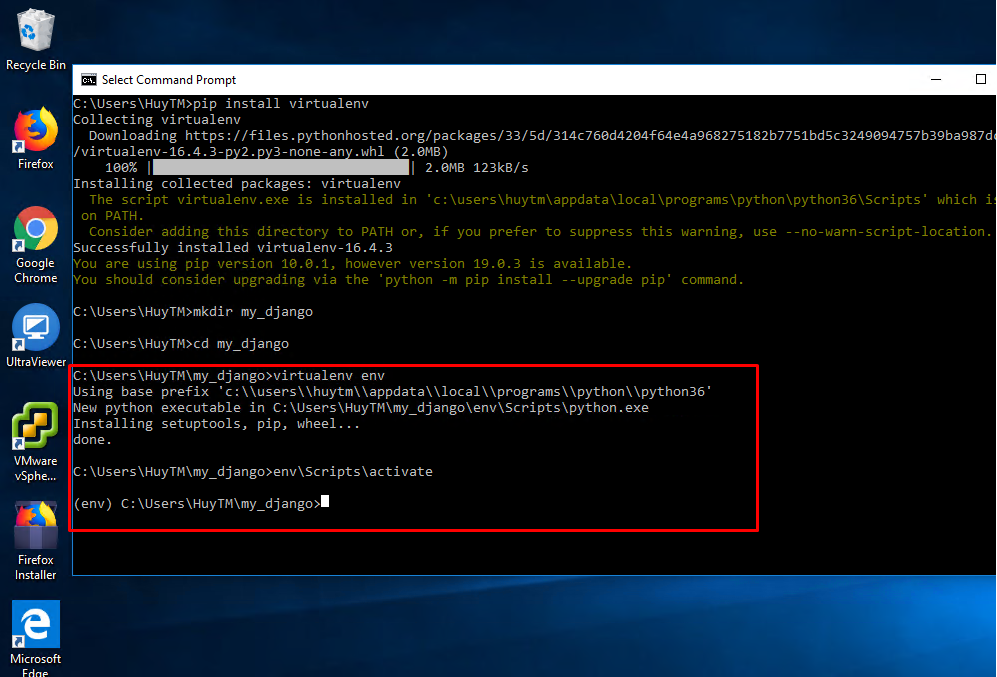 Recycle Bin
Firefox
Google
Chrome
UltraViewer
VMware
vSphe...
Firefox
Installer
Microsoft
Edge
Select Command Prompt
C:\Users\HuyTM>pip install virtualenv
Collecting virtualenv
Downloading https://files.pythonhosted.org/packages/33/5d/314c760d4204f64e4a968275182b7751bd5c3249094757b39ba987dc
/virtualenv-16.4.3-py2.py3-none-any.whl (2.0MB)
100% | | 2.0MB 123kB/s
Installing collected packages: virtualenv
The script virtualenv.exe is installed in 'c:\users\huytm\appdata\local\programs\python\python36\Scripts' which is
on PATH.
Consider adding this directory to PATH or, if you prefer to suppress this warning, use --no-warn-script-location.
Successfully installed virtualenv-16.4.3
You are using pip version 10.0.1, however version 19.0.3 is available.
You should consider upgrading via the 'python -m pip install --upgrade pip' command.
C:\Users\HuyTM>mkdir my_django
C:\Users\HuyTM>cd my_django
C:\Users\HuyTM\my_django>virtualenv env
Using base prefix 'c:\\users\\huytm\\appdata\\local\\programs\\python\\python36'
New python executable in C:\Users\HuyTM\my_django\env\Scripts\python.exe
Installing setuptools, pip, wheel...
done.
C:\Users\HuyTM\my_django>env\Scripts\activate
(env) C:\Users\HuyTM\my_django>